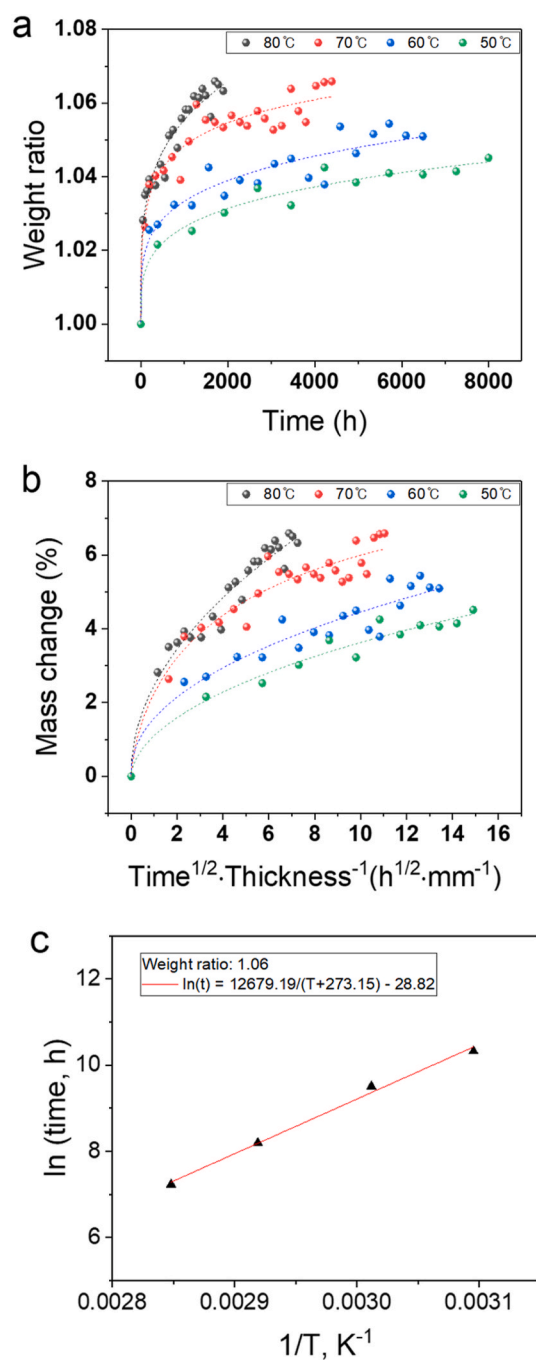 a
1.08
1.06
1.04
1.02
1.00
Weight ratio
80℃ 70℃ 60℃ 50℃
0 2000 4000 6000 8000
Time (h)
b
8
6
4
2
0
Mass change (%)
80℃ 70℃ 60℃ 50℃
0 2 4 6 8 10 12 14 16
Time^1/2·Thickness^-1(h^1/2·mm^-1)
c
12
10
8
6
ln (time, h)
Weight ratio: 1.06
ln(t) = 12679.19/(T+273.15) - 28.82
0.0028 0.0029 0.0030 0.0031
1/T, K^-1